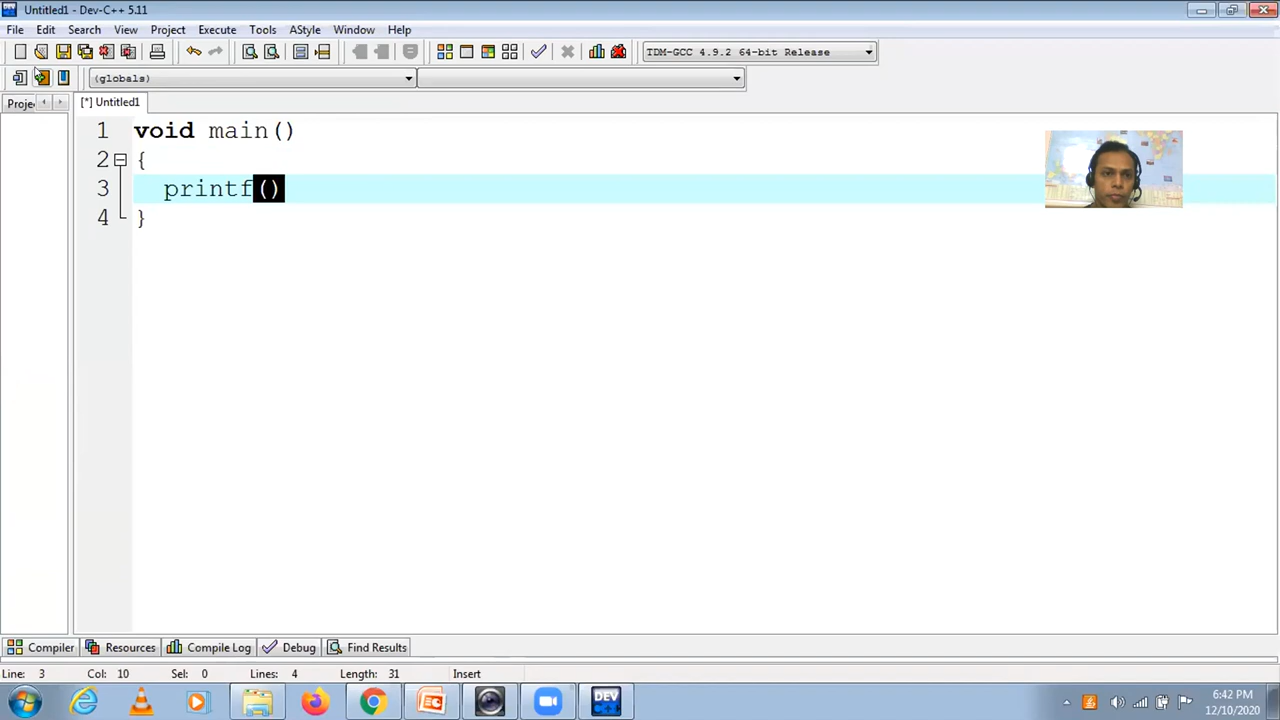 Untitled1 - Dev-C++ 5.11
File Edit Search View Project Execute Tools AStyle Window Help
TDM-GCC 4.9.2 64-bit Release
(globals)
Projec
[*] Untitled1
1 void main()
2 {
3 printf()
4 }
Compiler Resources Compile Log Debug Find Results
Line: 3 Col: 10 Sel: 0 Lines: 4 Length: 31 Insert
DEV
6:42 PM
12/10/2020